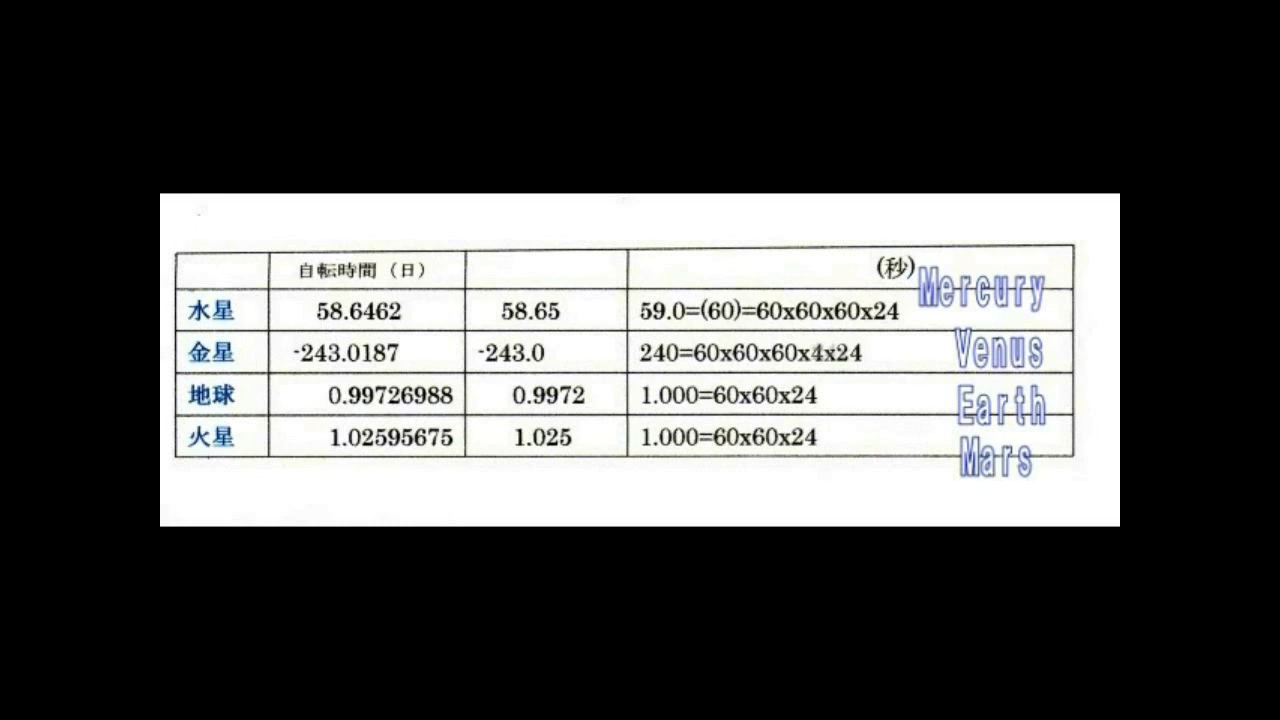 自転時間（日） (秒)
水星 58.6462 58.65 59.0=(60)=60x60x60x24 Mercury
金星 -243.0187 -243.0 240=60x60x60x4x24 Venus
地球 0.99726988 0.9972 1.000=60x60x24 Earth
火星 1.02595675 1.025 1.000=60x60x24 Mars